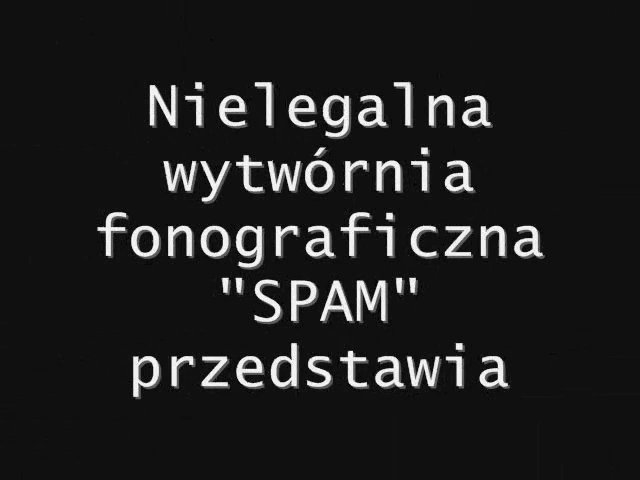 Nielegalna
wytwórnia
fonograficzna
"SPAM"
przedstawia